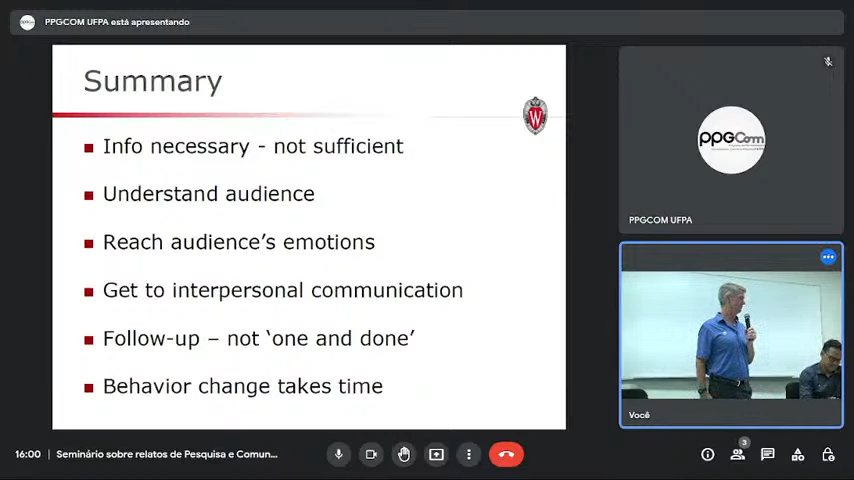 PPGCOM UFPA está apresentando
Summary
W
Info necessary - not sufficient
Understand audience
Reach audience's emotions
Get to interpersonal communication
Follow-up – not ‘one and done’
Behavior change takes time
PPGCom
PPGCOM UFPA
Você
16:00 | Seminário sobre relatos de Pesquisa e Comun...
3